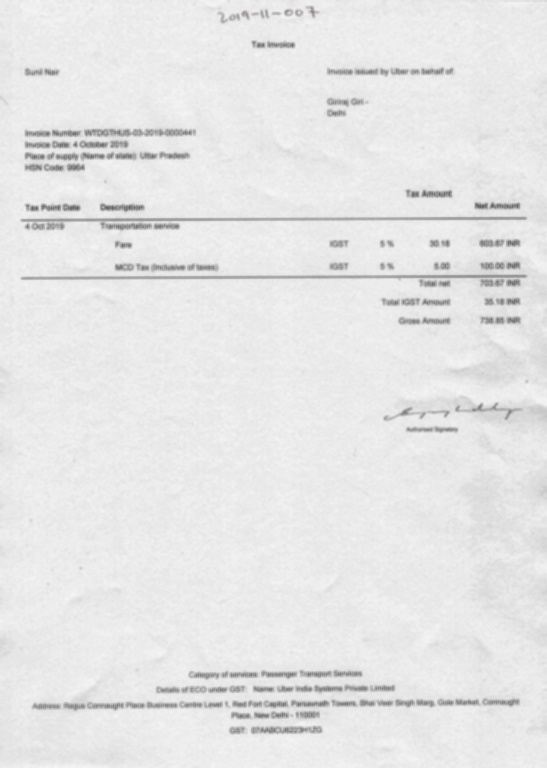 2019-11-007
Tax Invoice
Sunil Nair
Invoice issued by Uber on behalf of:
Giriraj Giri -
Delhi
Invoice Number: WTDGTHUS-03-2019-0000441
Invoice Date: 4 October 2019
Place of supply (Name of state): Uttar Pradesh
HSN Code: 9964
Tax Point Date Description Tax Amount Net Amount
4 Oct 2019 Transportation service
Fare IGST 5 % 30.18 603.67 INR
MCD Tax (Inclusive of taxes) IGST 5 % 5.00 100.00 INR
Total net 703.67 INR
Total IGST Amount 35.18 INR
Gross Amount 738.85 INR
Authorised Signatory
Category of services: Passenger Transport Services
Details of ECO under GST: Name: Uber India Systems Private Limited
Address: Regus Connaught Place Business Centre Level 1, Red Fort Capital, Parsavnath Towers, Bhai Veer Singh Marg, Gole Market, Connaught
Place, New Delhi - 110001
GST: 07AABCU6223H1ZG